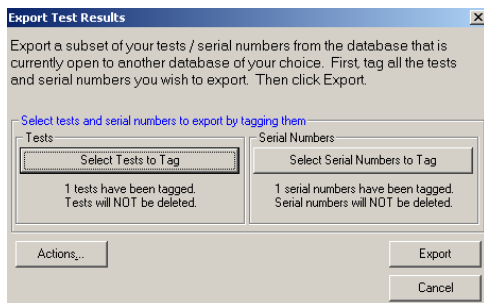 Export Test Results
Export a subset of your tests / serial numbers from the database that is
currently open to another database of your choice. First, tag all the tests
and serial numbers you wish to export. Then click Export.
Select tests and serial numbers to export by tagging them
Tests
Select Tests to Tag
1 tests have been tagged.
Tests will NOT be deleted.
Serial Numbers
Select Serial Numbers to Tag
1 serial numbers have been tagged.
Serial numbers will NOT be deleted.
Actions...
Export
Cancel